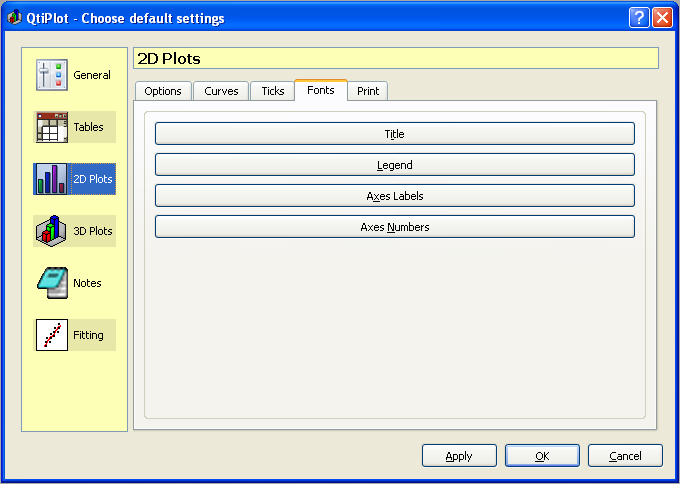 QtiPlot - Choose default settings
General
Tables
2D Plots
3D Plots
Notes
Fitting
2D Plots
Options Curves Ticks Fonts Print
Title
Legend
Axes Labels
Axes Numbers
Apply OK Cancel